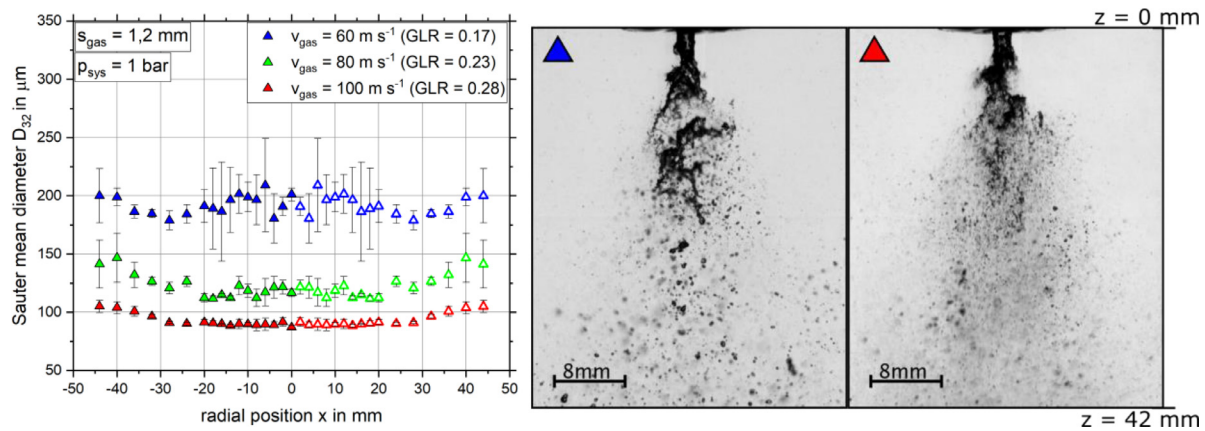 350
300
250
200
150
100
50
Sauter mean diameter D₃₂ in µm
s_gas = 1,2 mm
p_sys = 1 bar
v_gas = 60 m s⁻¹ (GLR = 0.17)
v_gas = 80 m s⁻¹ (GLR = 0.23)
v_gas = 100 m s⁻¹ (GLR = 0.28)
-50 -40 -30 -20 -10 0 10 20 30 40 50
radial position x in mm
z = 0 mm
8mm
8mm
z = 42 mm